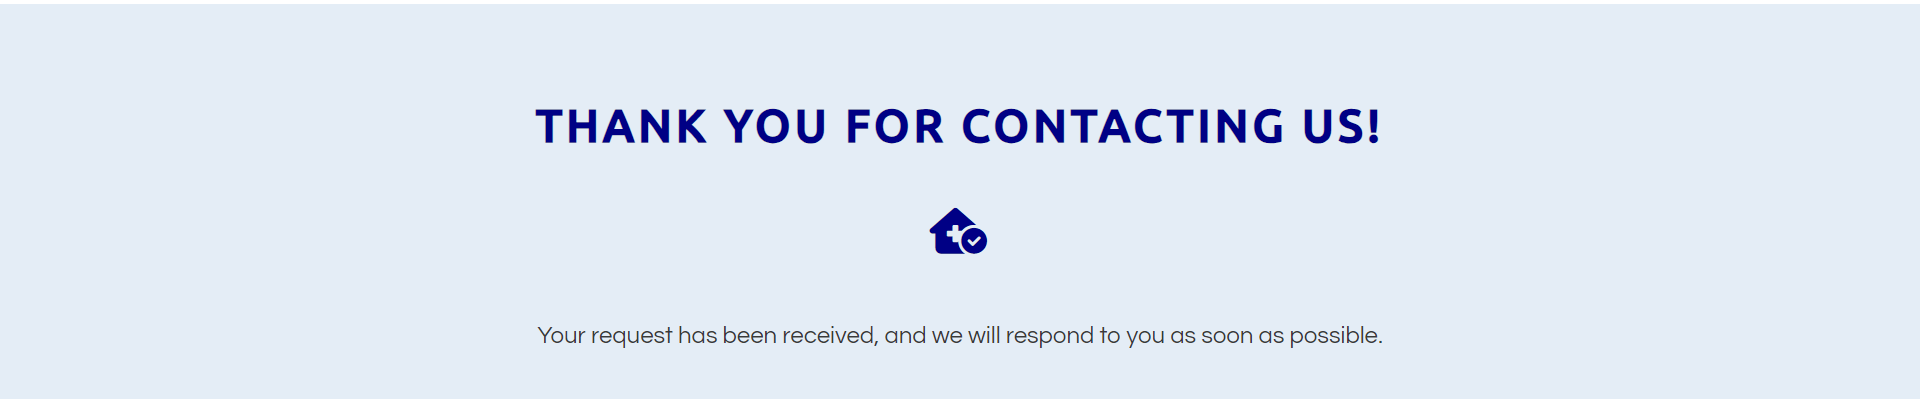 THANK YOU FOR CONTACTING US!
Your request has been received, and we will respond to you as soon as possible.